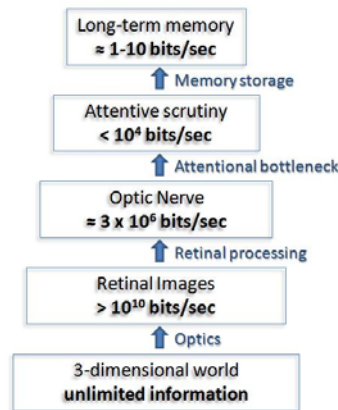 Long-term memory
≈ 1-10 bits/sec
Memory storage
Attentive scrutiny
< 10⁴ bits/sec
Attentional bottleneck
Optic Nerve
≈ 3 x 10⁶ bits/sec
Retinal processing
Retinal Images
> 10¹⁰ bits/sec
Optics
3-dimensional world
unlimited information